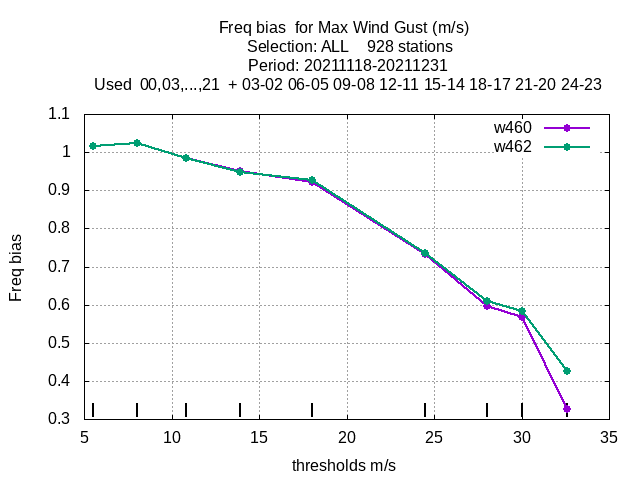 Freq bias  for Max Wind Gust (m/s)
Selection: ALL    928 stations
Period: 20211118-20211231
Used  00,03,...,21  + 03-02 06-05 09-08 12-11 15-14 18-17 21-20 24-23
w460
w462
1.1
1
0.9
0.8
0.7
0.6
0.5
0.4
0.3
Freq bias
5 10 15 20 25 30 35
thresholds m/s